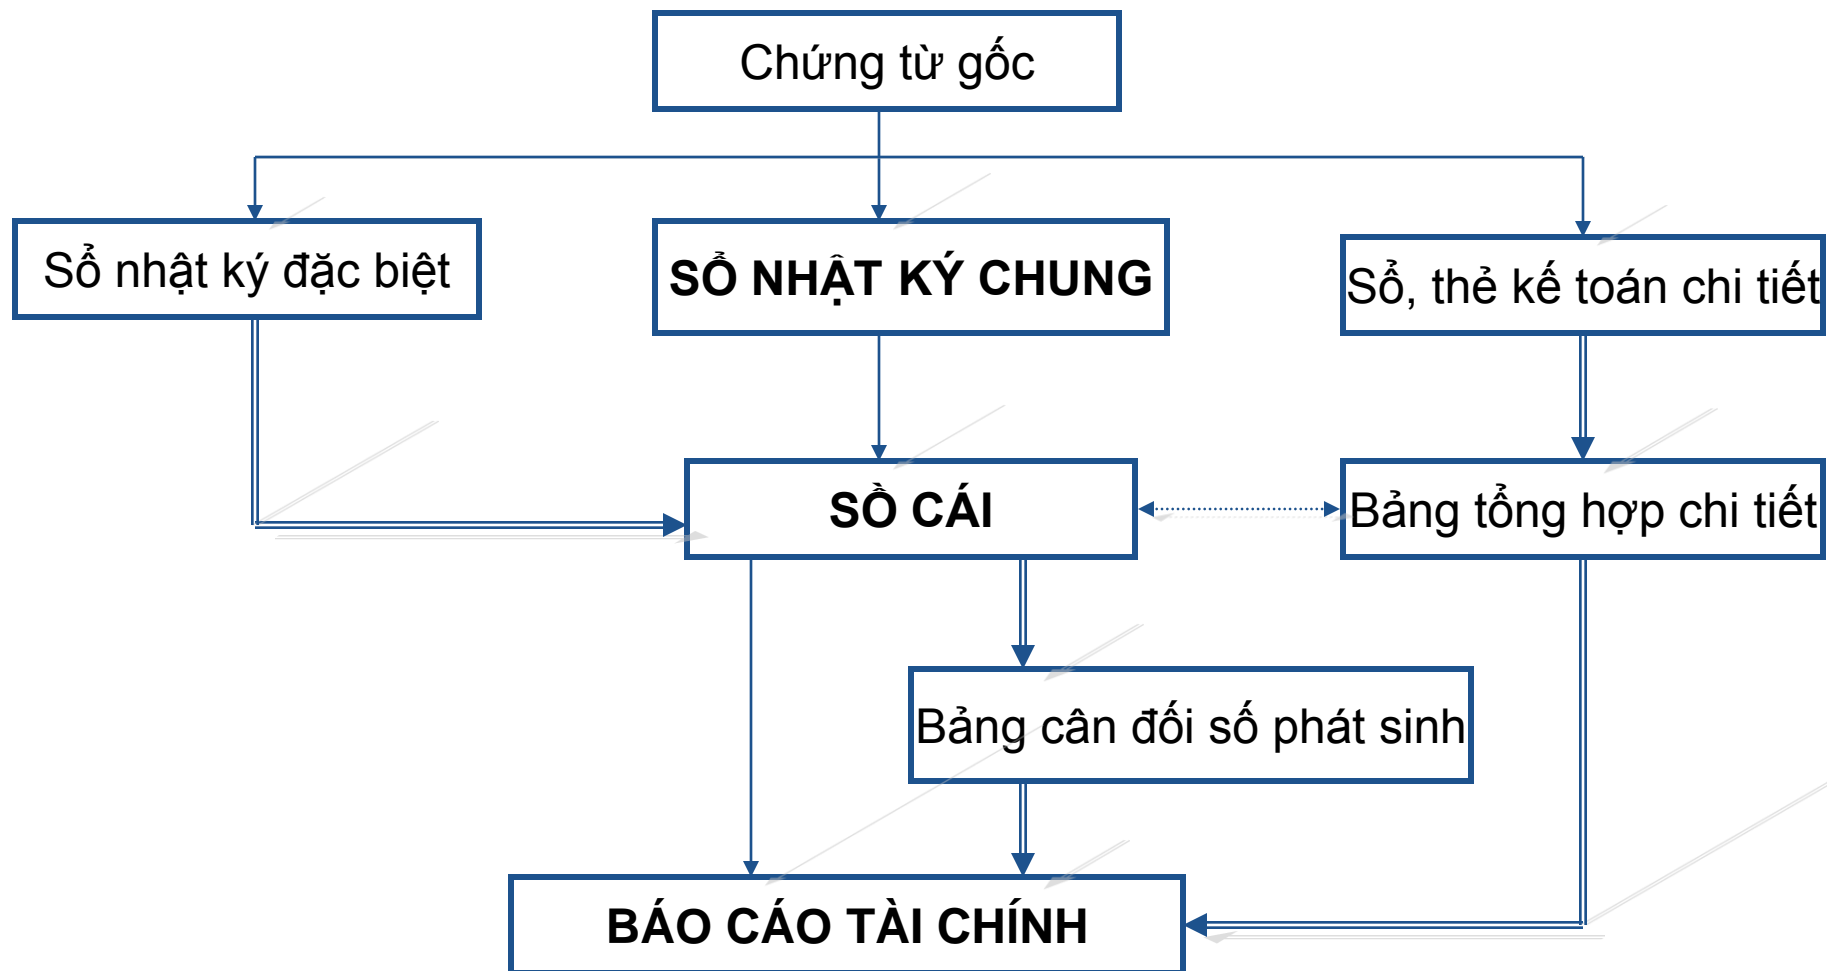 Chứng từ gốc
Sổ nhật ký đặc biệt
SỔ NHẬT KÝ CHUNG
Sổ, thẻ kế toán chi tiết
SỒ CÁI
Bảng tổng hợp chi tiết
Bảng cân đối số phát sinh
BÁO CÁO TÀI CHÍNH